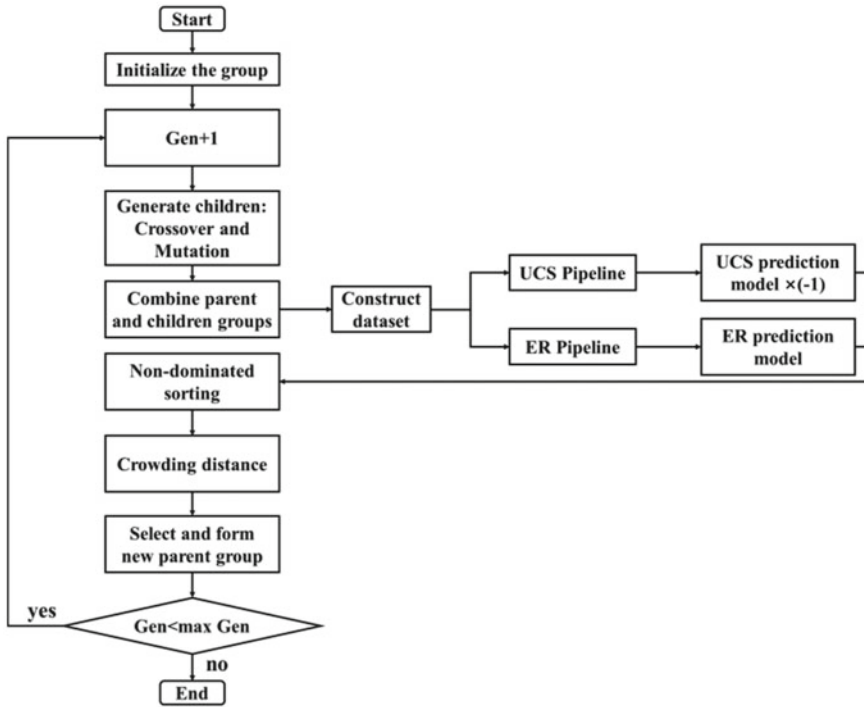 Start
Initialize the group
Gen+1
Generate children:
Crossover and
Mutation
Combine parent
and children groups
Construct
dataset
UCS Pipeline
UCS prediction
model ×(-1)
ER Pipeline
ER prediction
model
Non-dominated
sorting
Crowding distance
Select and form
new parent group
yes
Gen<max Gen
no
End